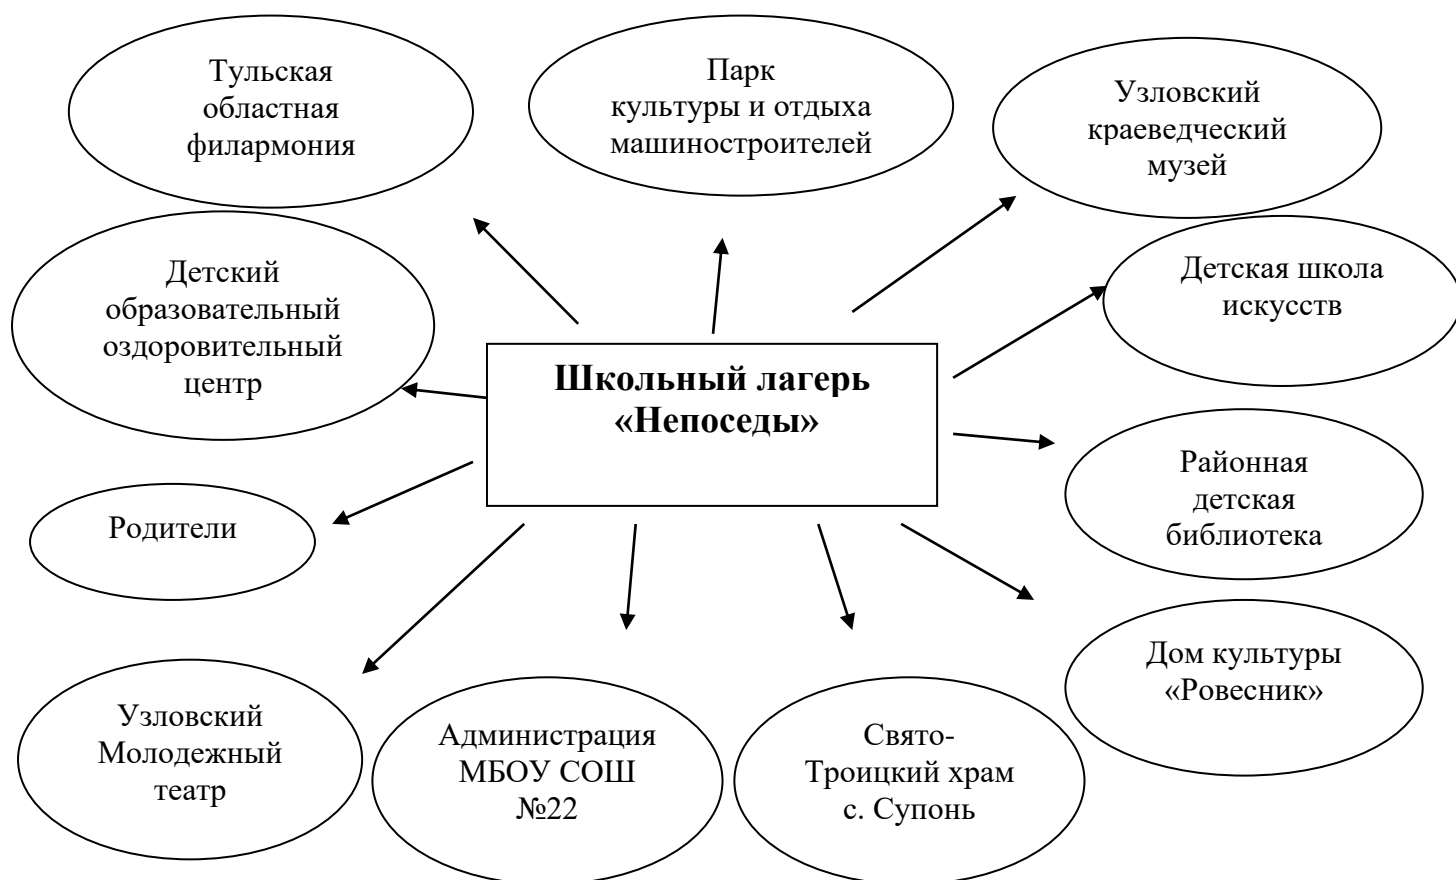 Тульская
областная
филармония
Парк
культуры и отдыха
машиностроителей
Узловский
краеведческий
музей
Детский
образовательный
оздоровительный
центр
Детская школа
искусств
Школьный лагерь
«Непоседы»
Районная
детская
библиотека
Родители
Дом культуры
«Ровесник»
Узловский
Молодежный
театр
Администрация
МБОУ СОШ
№22
Свято-
Троицкий храм
с. Супонь